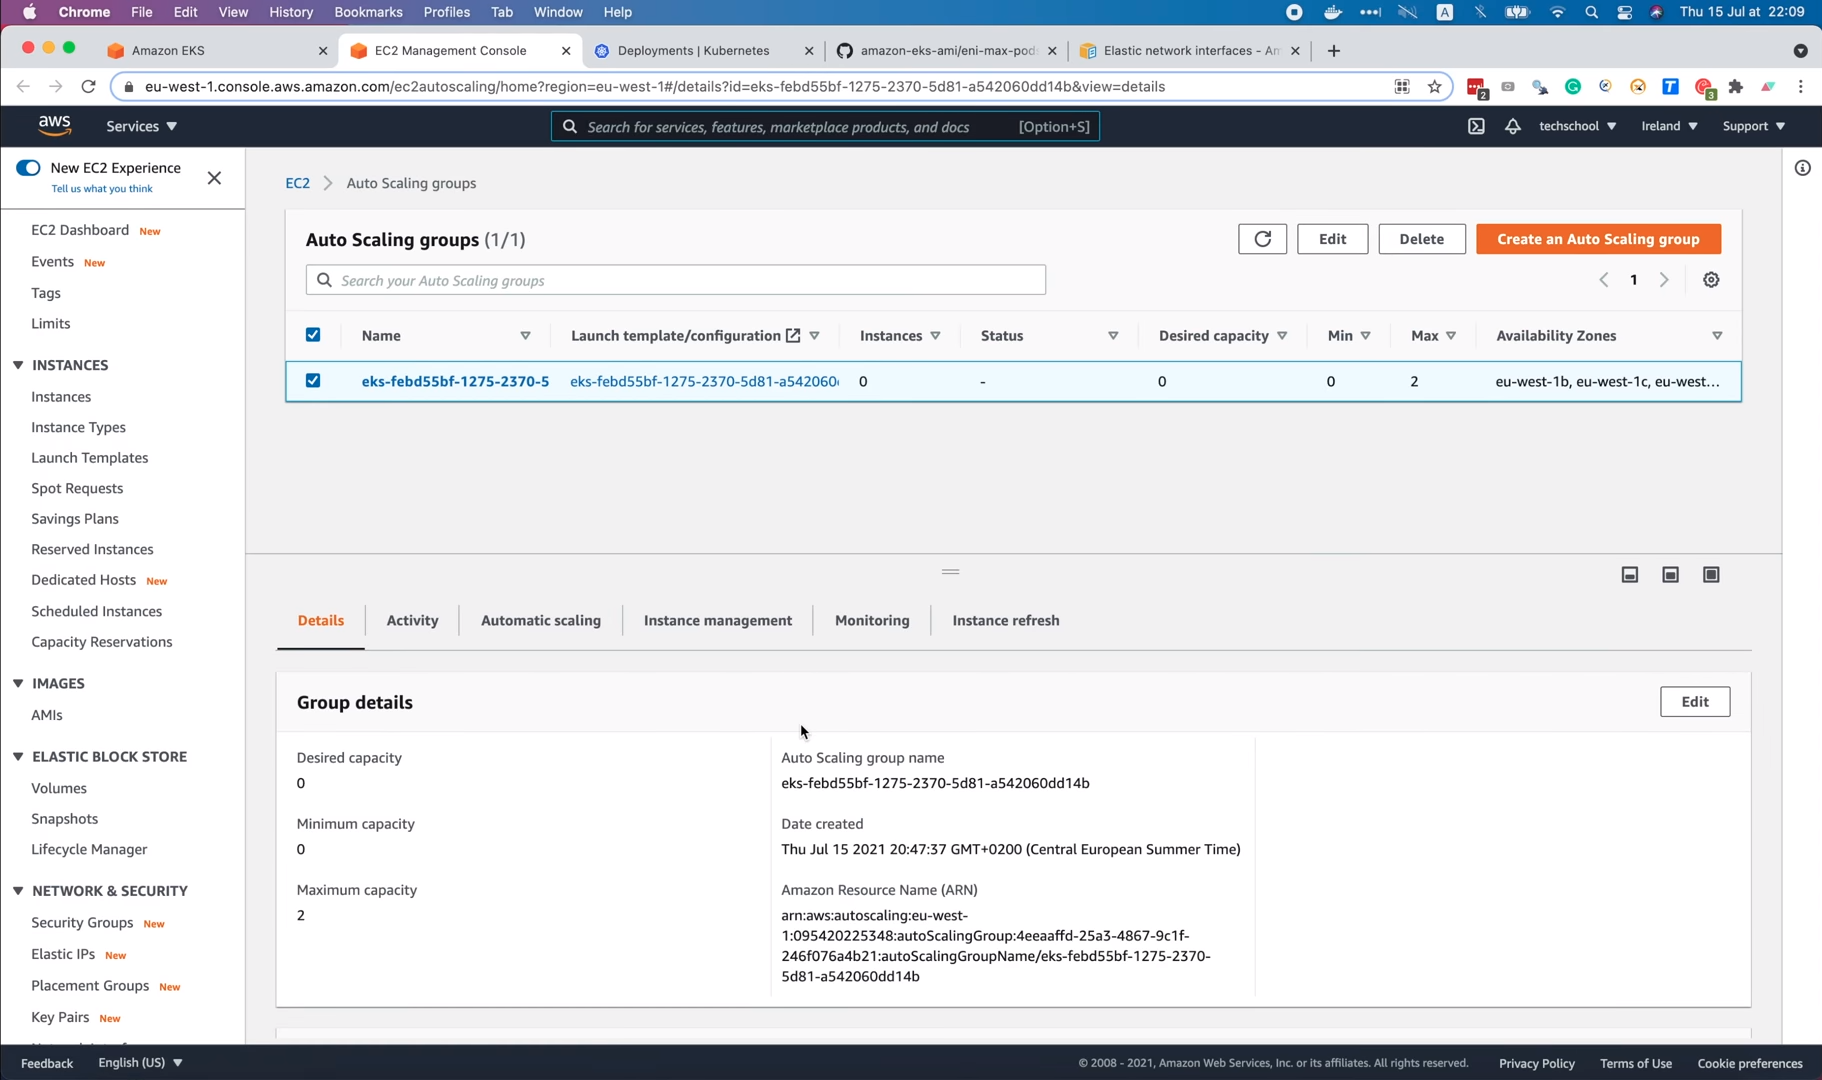 Chrome File Edit View History Bookmarks Profiles Tab Window Help
A
Thu 15 Jul at 22:09
Amazon EKS
EC2 Management Console
Deployments | Kubernetes
amazon-eks-ami/eni-max-pods
Elastic network interfaces - Am
eu-west-1.console.aws.amazon.com/ec2autoscaling/home?region=eu-west-1#/details?id=eks-febd55bf-1275-2370-5d81-a542060dd14b&view=details
2
T
3
aws
Services
Search for services, features, marketplace products, and docs [Option+S]
techschool
Ireland
Support
New EC2 Experience
Tell us what you think
EC2 Dashboard New
Events New
Tags
Limits
INSTANCES
Instances
Instance Types
Launch Templates
Spot Requests
Savings Plans
Reserved Instances
Dedicated Hosts New
Scheduled Instances
Capacity Reservations
IMAGES
AMIs
ELASTIC BLOCK STORE
Volumes
Snapshots
Lifecycle Manager
NETWORK & SECURITY
Security Groups New
Elastic IPs New
Placement Groups New
Key Pairs New
EC2 > Auto Scaling groups
Auto Scaling groups (1/1)
Edit
Delete
Create an Auto Scaling group
Search your Auto Scaling groups
1
Name Launch template/configuration Instances Status Desired capacity Min Max Availability Zones
eks-febd55bf-1275-2370-5 eks-febd55bf-1275-2370-5d81-a542060 0 - 0 0 2 eu-west-1b, eu-west-1c, eu-west...
Details Activity Automatic scaling Instance management Monitoring Instance refresh
Group details
Edit
Desired capacity
0
Minimum capacity
0
Maximum capacity
2
Auto Scaling group name
eks-febd55bf-1275-2370-5d81-a542060dd14b
Date created
Thu Jul 15 2021 20:47:37 GMT+0200 (Central European Summer Time)
Amazon Resource Name (ARN)
arn:aws:autoscaling:eu-west-
1:095420225348:autoScalingGroup:4eeaaffd-25a3-4867-9c1f-
246f076a4b21:autoScalingGroupName/eks-febd55bf-1275-2370-
5d81-a542060dd14b
Feedback
English (US)
© 2008 - 2021, Amazon Web Services, Inc. or its affiliates. All rights reserved.
Privacy Policy
Terms of Use
Cookie preferences